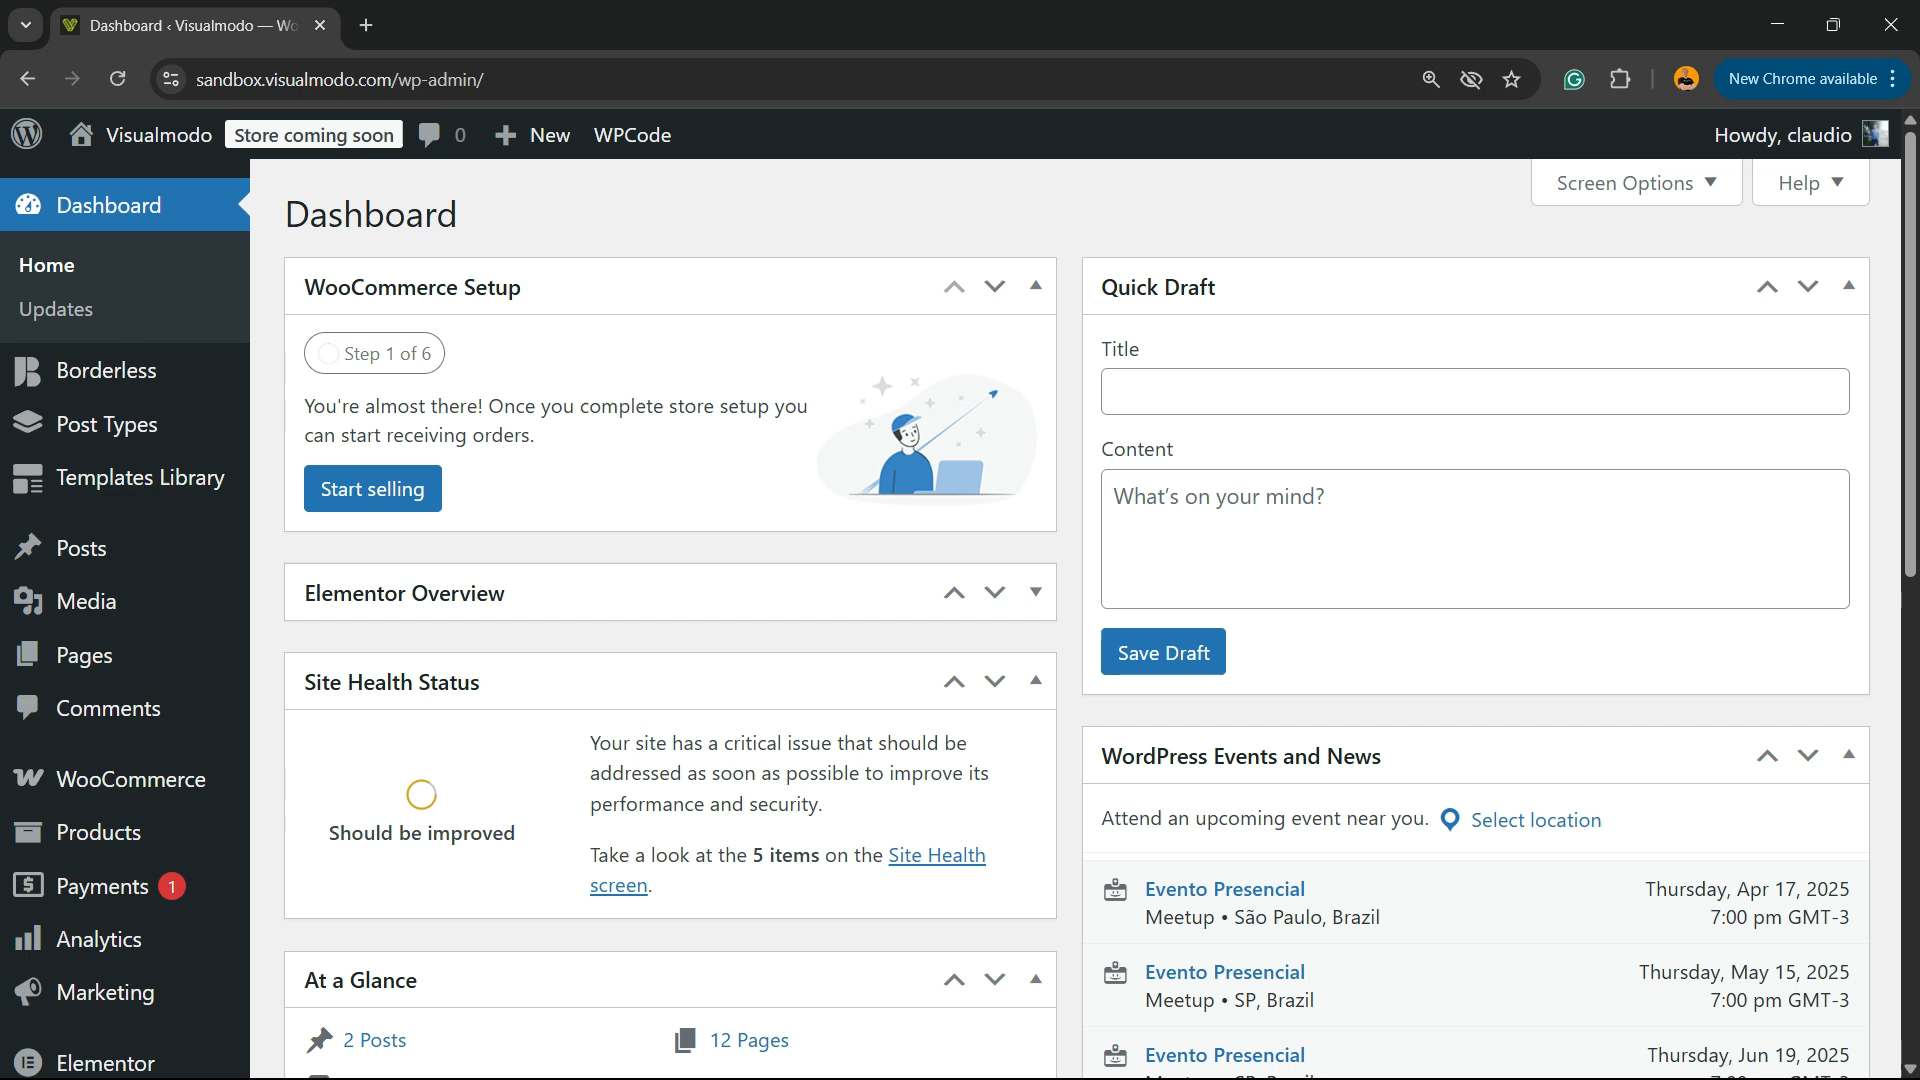 Dashboard ‹ Visualmodo — Wo
sandbox.visualmodo.com/wp-admin/
New Chrome available
Visualmodo
Store coming soon
0
New
WPCode
Howdy, claudio
Screen Options
Help
Dashboard
Home
Updates
Borderless
Post Types
Templates Library
Posts
Media
Pages
Comments
WooCommerce
Products
Payments 1
Analytics
Marketing
Elementor
Dashboard
WooCommerce Setup
Step 1 of 6
You're almost there! Once you complete store setup you
can start receiving orders.
Start selling
Elementor Overview
Site Health Status
Should be improved
Your site has a critical issue that should be
addressed as soon as possible to improve its
performance and security.
Take a look at the 5 items on the Site Health
screen.
At a Glance
2 Posts
12 Pages
Quick Draft
Title
Content
What's on your mind?
Save Draft
WordPress Events and News
Attend an upcoming event near you.
Select location
Evento Presencial
Meetup • São Paulo, Brazil
Thursday, Apr 17, 2025
7:00 pm GMT-3
Evento Presencial
Meetup • SP, Brazil
Thursday, May 15, 2025
7:00 pm GMT-3
Evento Presencial
Thursday, Jun 19, 2025